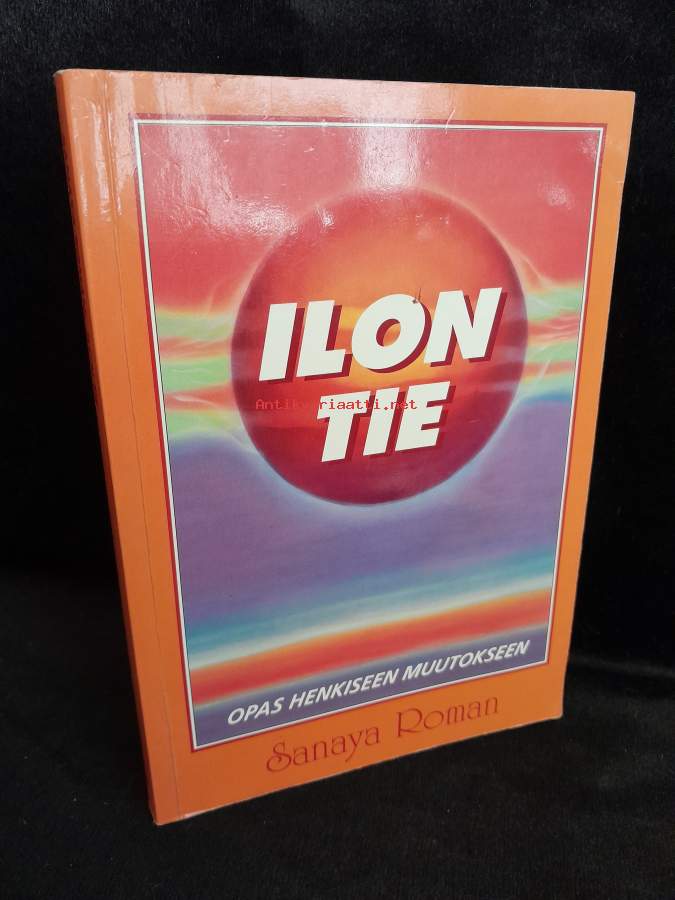 ILON
TIE
Antikvariaatti.net
OPAS HENKISEEN MUUTOKSEEN
Sanaya Roman